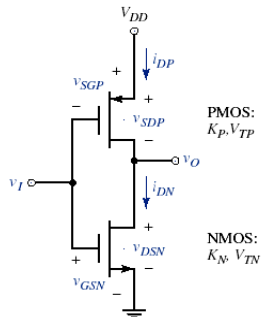 V_DD
i_DP
+
v_SGP
−
+
v_SDP
−
PMOS:
K_P, V_TP
v_O
v_I
i_DN
+
v_GSN
−
+
v_DSN
−
NMOS:
K_N, V_TN